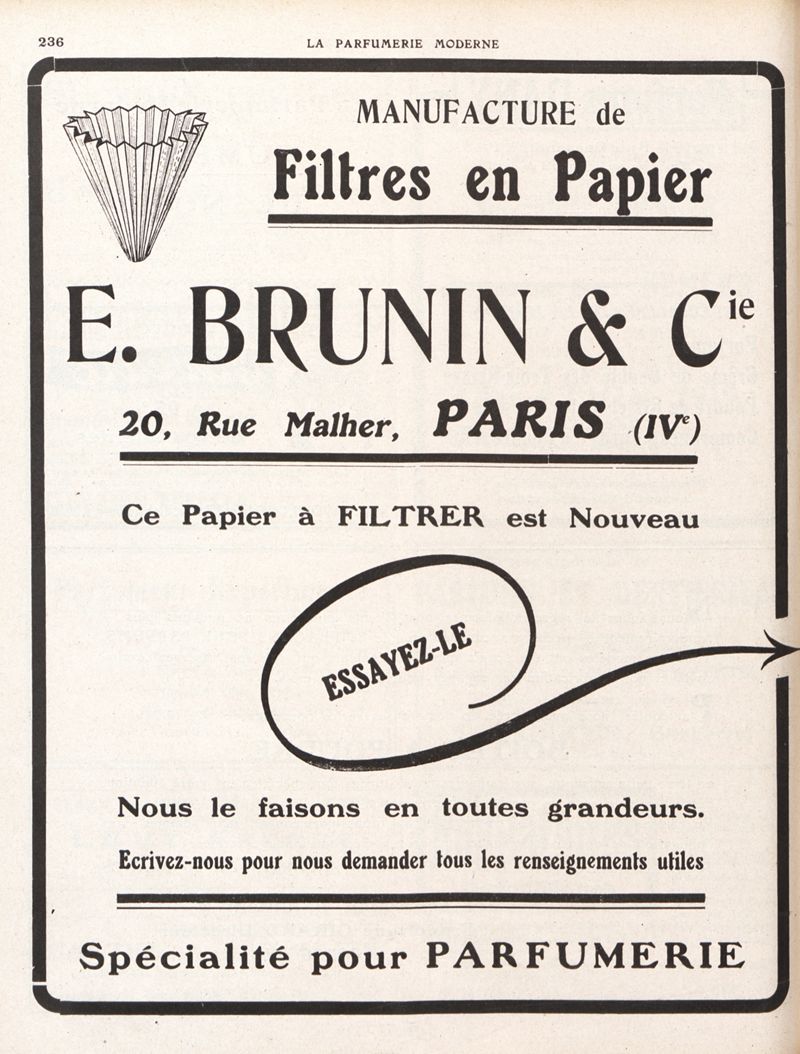 236
LA PARFUMERIE MODERNE
MANUFACTURE de
Filtres en Papier
E. BRUNIN & Cie
20, Rue Malher, PARIS (IVe)
Ce Papier à FILTRER est Nouveau
ESSAYEZ-LE
Nous le faisons en toutes grandeurs.
Ecrivez-nous pour nous demander tous les renseignements utiles
Spécialité pour PARFUMERIE